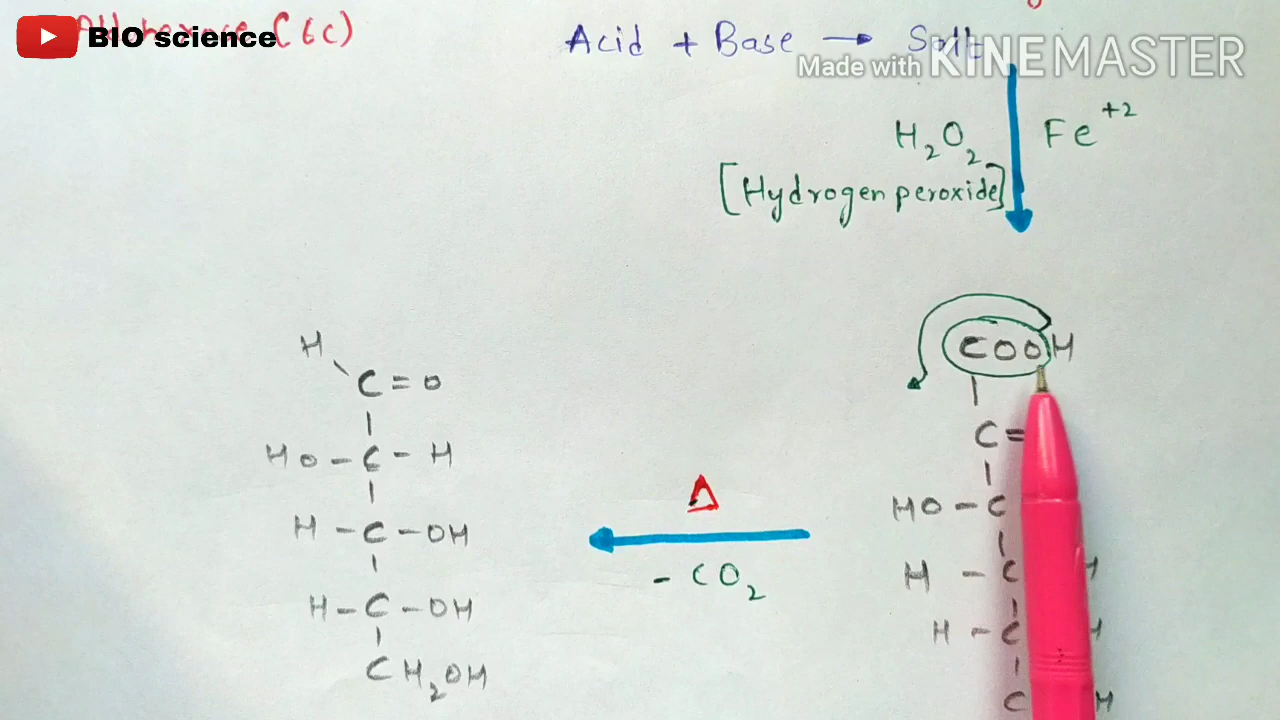 BIO science (6C)
Acid + Base → Salt
Made with KINEMASTER
H2O2 Fe+2
[Hydrogen peroxide]
COOH
H
C=O
C=
HO-C-H
HO-C
Δ
H-C-OH
H-C H
- CO2
H-C-OH
H-C H
CH2OH
C H